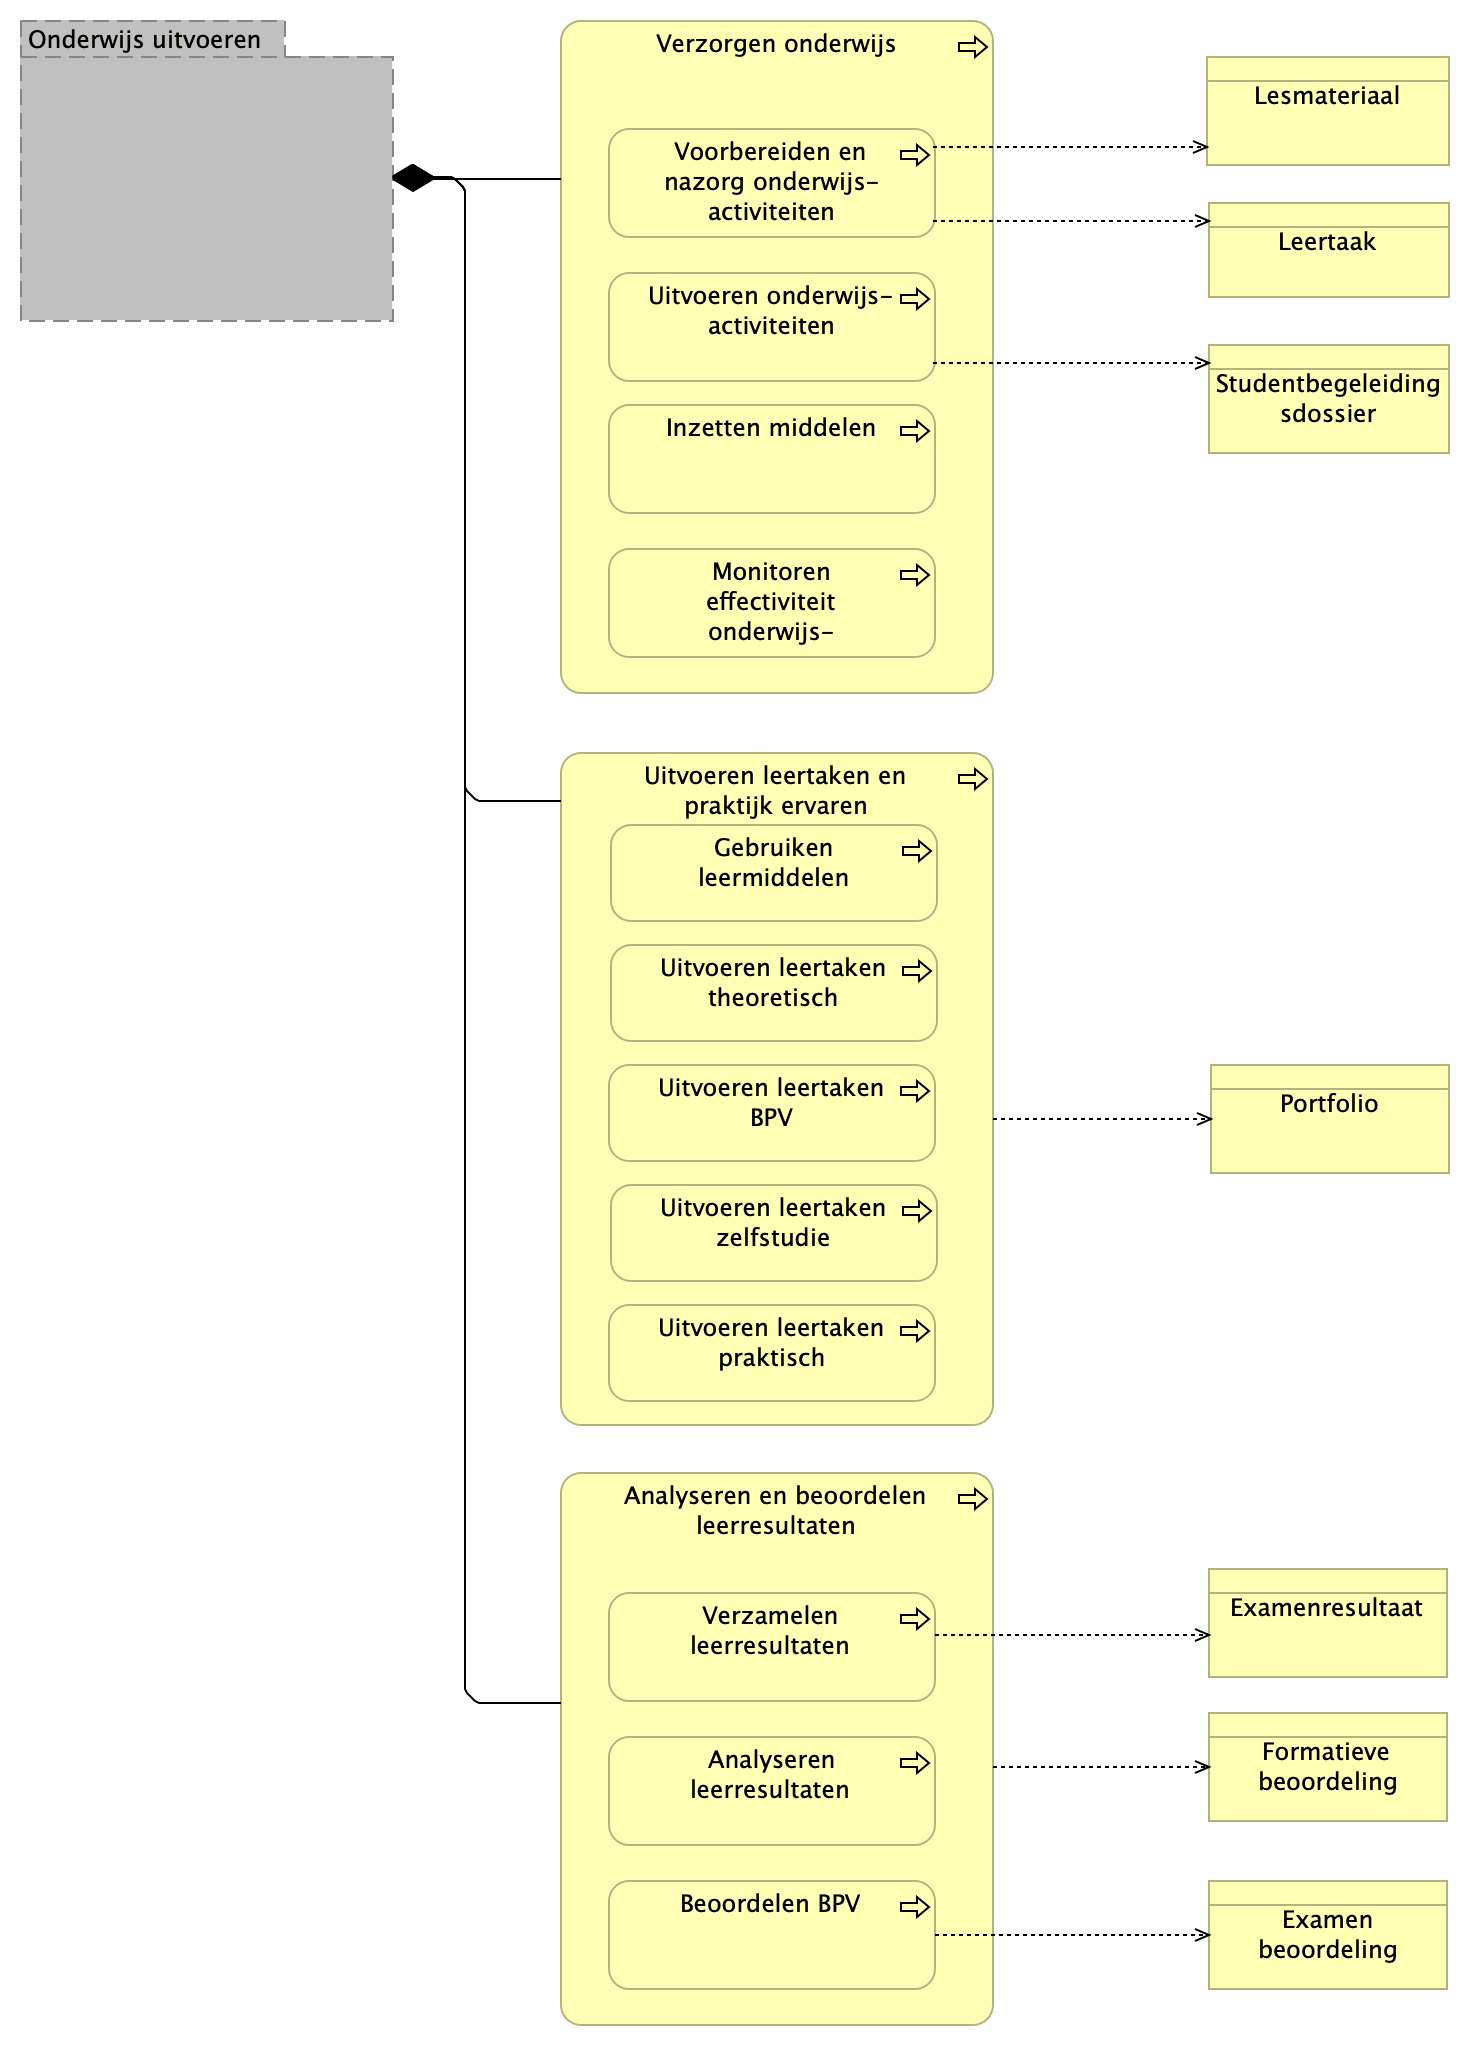 Onderwijs uitvoeren
Verzorgen onderwijs
Voorbereiden en
nazorg onderwijs-
activiteiten
Uitvoeren onderwijs-
activiteiten
Inzetten middelen
Monitoren
effectiviteit
onderwijs-
Lesmateriaal
Leertaak
Studentbegeleiding
sdossier
Uitvoeren leertaken en
praktijk ervaren
Gebruiken
leermiddelen
Uitvoeren leertaken
theoretisch
Uitvoeren leertaken
BPV
Uitvoeren leertaken
zelfstudie
Uitvoeren leertaken
praktisch
Portfolio
Analyseren en beoordelen
leerresultaten
Verzamelen
leerresultaten
Analyseren
leerresultaten
Beoordelen BPV
Examenresultaat
Formatieve
beoordeling
Examen
beoordeling